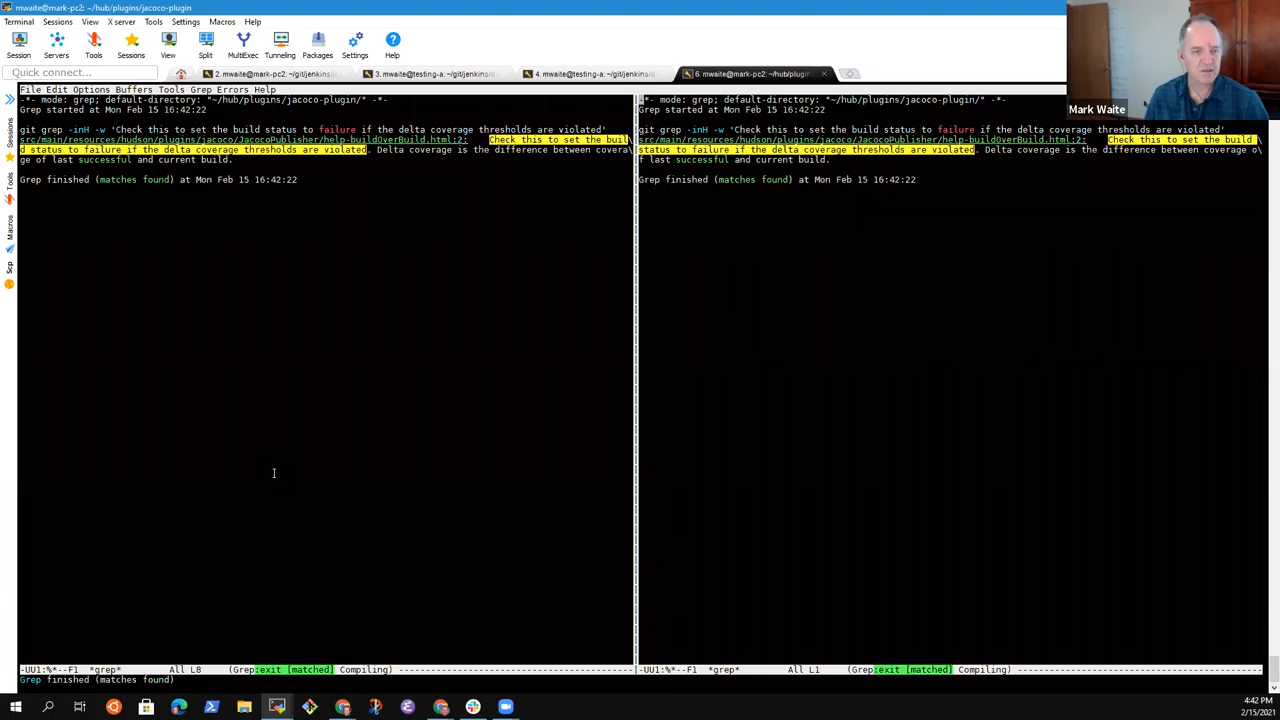 mwaite@mark-pc2: ~/hub/plugins/jacoco-plugin
Terminal Sessions View X server Tools Settings Macros Help
Session Servers Tools Sessions View Split MultiExec Tunneling Packages Settings Help
Quick connect...
2. mwaite@mark-pc2: ~/git/jenkins/
3. mwaite@testing-a: ~/git/jenkins/d
4. mwaite@testing-a: ~/git/jenkins/d
6. mwaite@mark-pc2: ~/hub/plugin
Mark Waite
Sessions
Tools
Macros
Scp
File Edit Options Buffers Tools Grep Errors Help
-*- mode: grep; default-directory: "~/hub/plugins/jacoco-plugin/" -*-
Grep started at Mon Feb 15 16:42:22
git grep -inH -w 'Check this to set the build status to failure if the delta coverage thresholds are violated'
src/main/resources/hudson/plugins/jacoco/JacocoPublisher/help-buildOverBuild.html:2: Check this to set the buil\
d status to failure if the delta coverage thresholds are violated. Delta coverage is the difference between covera\
ge of last successful and current build.
Grep finished (matches found) at Mon Feb 15 16:42:22
-UU1:%*--F1 *grep* All L8 (Grep:exit [matched] Compiling) ------------------------------------
-*- mode: grep; default-directory: "~/hub/plugins/jacoco-plugin/" -*-
Grep started at Mon Feb 15 16:42:22
git grep -inH -w 'Check this to set the build status to failure if the delta coverage thresholds are violated'
src/main/resources/hudson/plugins/jacoco/JacocoPublisher/help-buildOverBuild.html:2: Check this to set the build \
status to failure if the delta coverage thresholds are violated. Delta coverage is the difference between coverage o\
f last successful and current build.
Grep finished (matches found) at Mon Feb 15 16:42:22
-UU1:%*--F1 *grep* All L1 (Grep:exit [matched] Compiling) ------------------------------------
Grep finished (matches found)
4:42 PM
2/15/2021